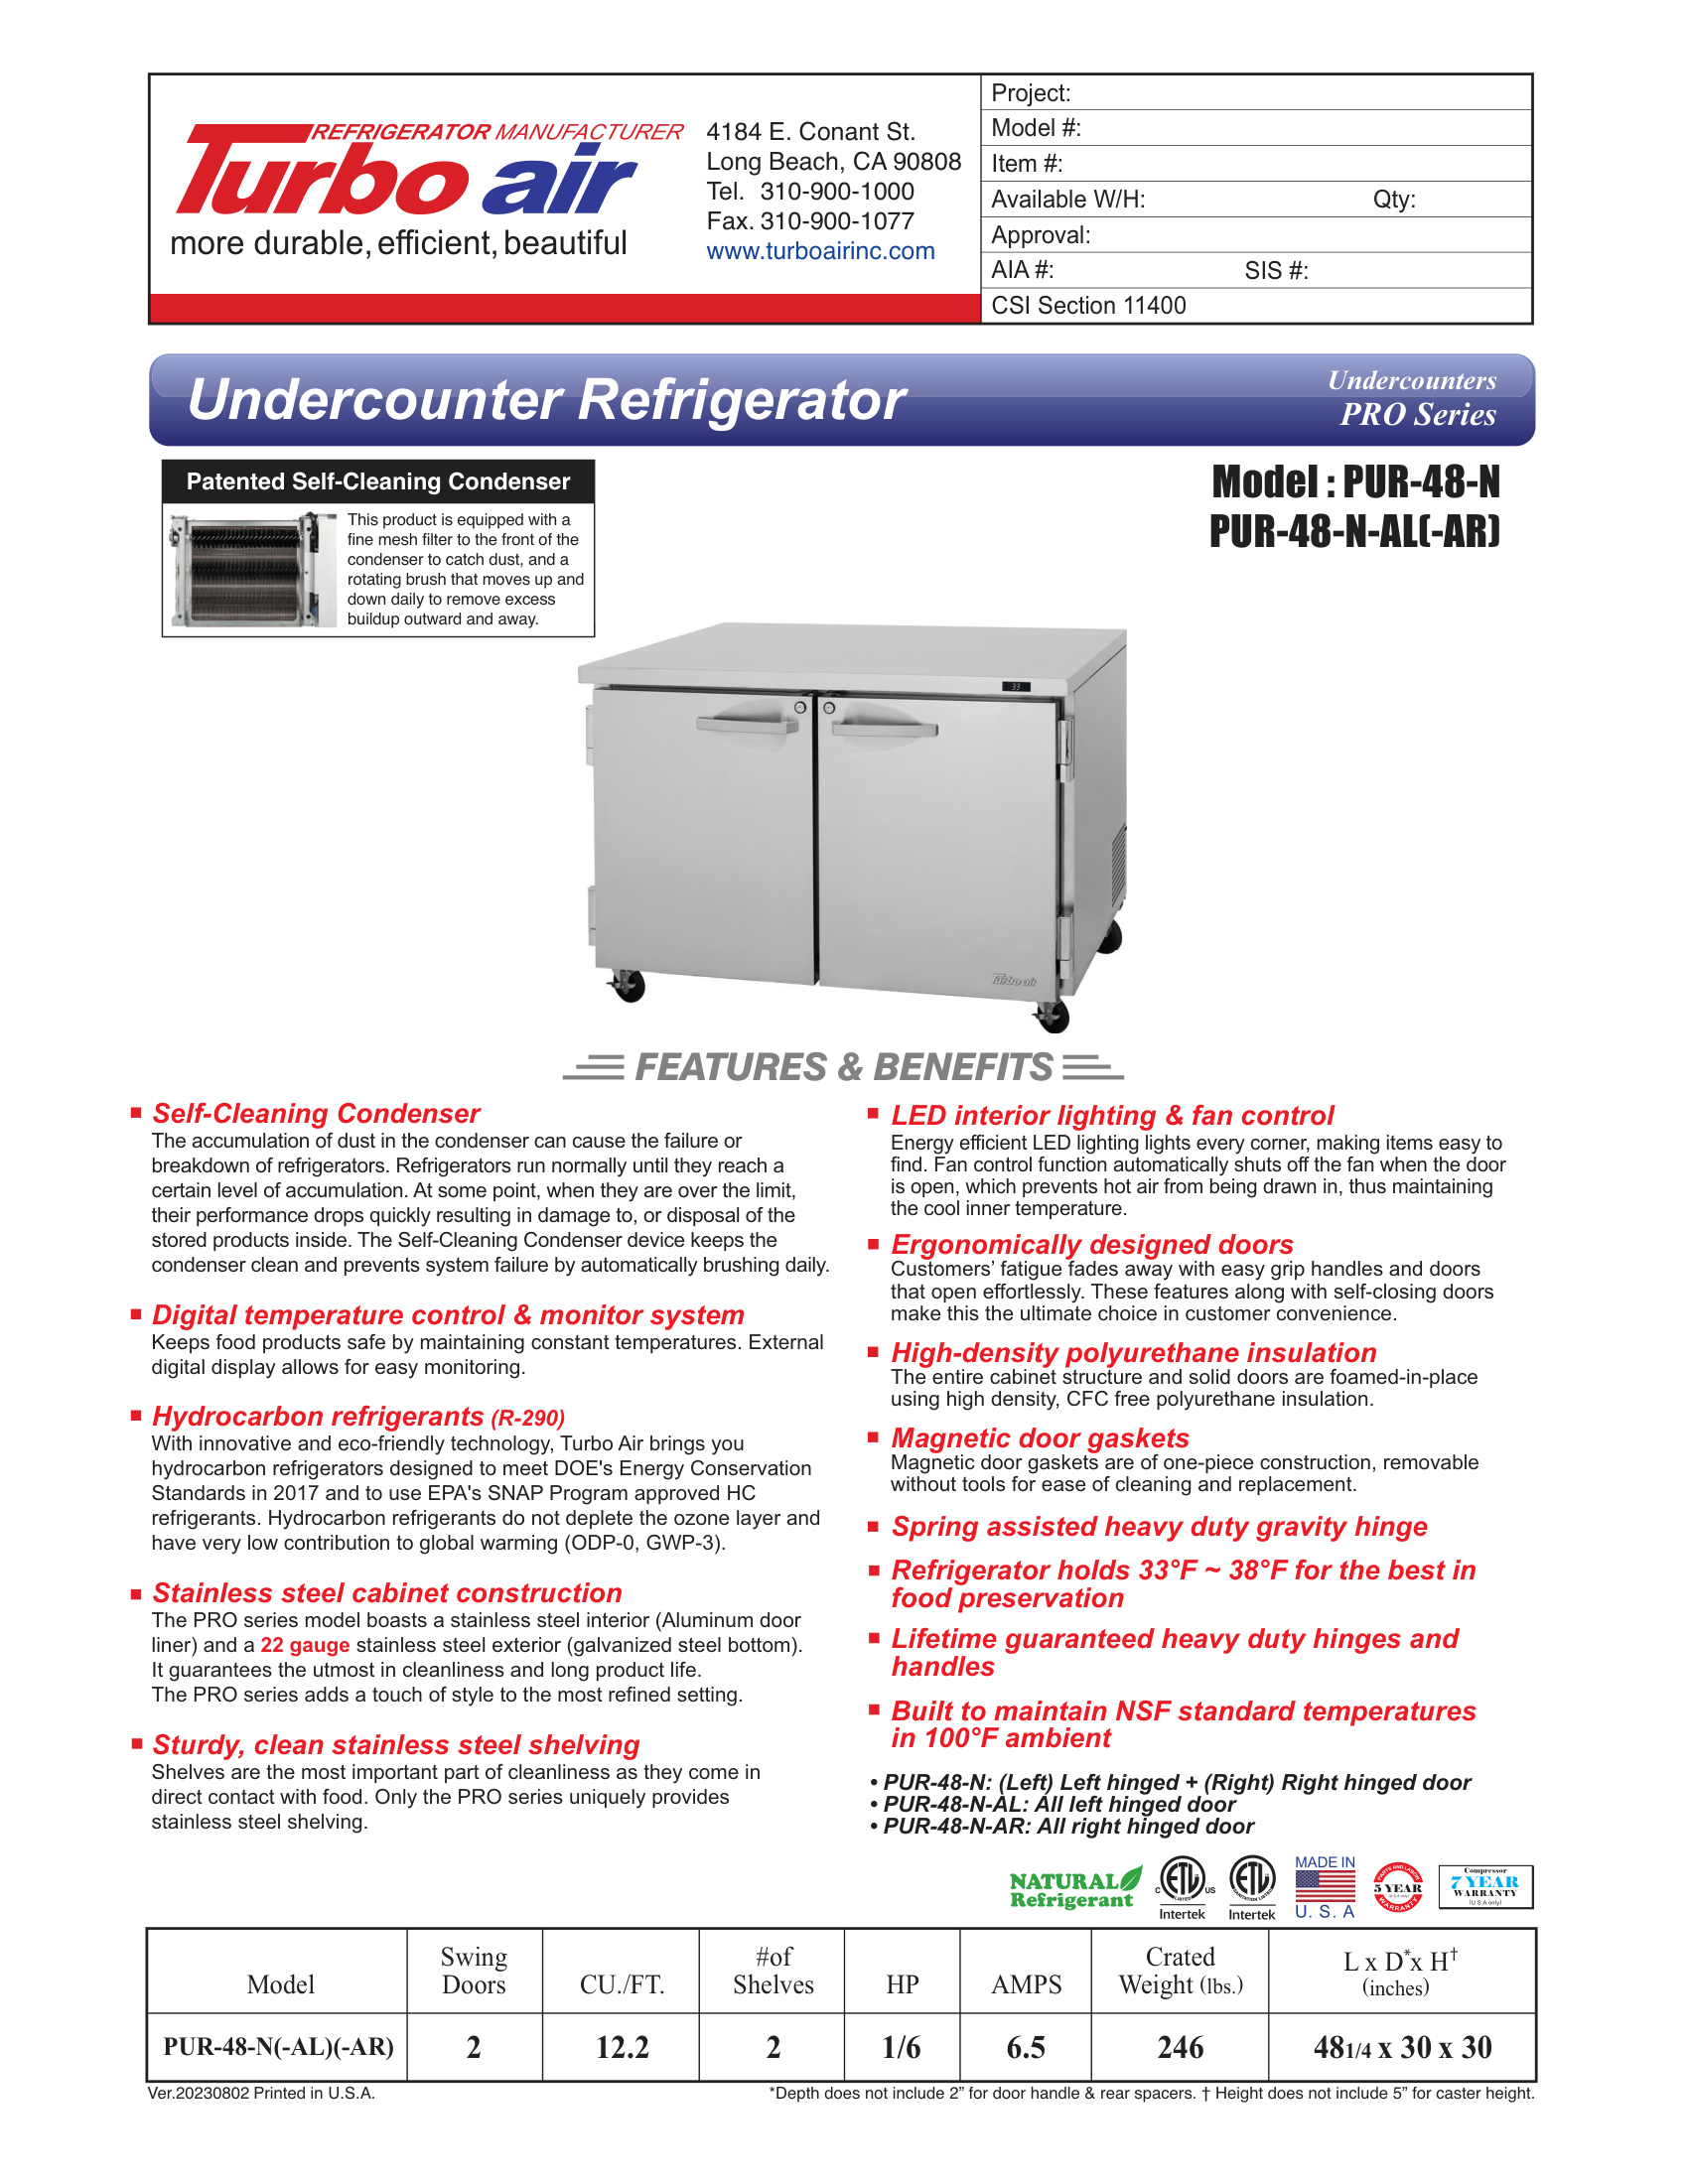 REFRIGERATOR MANUFACTURER
Turbo air
more durable, efficient, beautiful
4184 E. Conant St.
Long Beach, CA 90808
Tel. 310-900-1000
Fax. 310-900-1077
www.turboairinc.com
Project:
Model #:
Item #:
Available W/H: Qty:
Approval:
AIA #: SIS #:
CSI Section 11400
Undercounter Refrigerator
Undercounters
PRO Series
Patented Self-Cleaning Condenser
This product is equipped with a
fine mesh filter to the front of the
condenser to catch dust, and a
rotating brush that moves up and
down daily to remove excess
buildup outward and away.
Model : PUR-48-N
PUR-48-N-AL(-AR)
33
Turbo air
FEATURES & BENEFITS
Self-Cleaning Condenser
The accumulation of dust in the condenser can cause the failure or
breakdown of refrigerators. Refrigerators run normally until they reach a
certain level of accumulation. At some point, when they are over the limit,
their performance drops quickly resulting in damage to, or disposal of the
stored products inside. The Self-Cleaning Condenser device keeps the
condenser clean and prevents system failure by automatically brushing daily.
Digital temperature control & monitor system
Keeps food products safe by maintaining constant temperatures. External
digital display allows for easy monitoring.
Hydrocarbon refrigerants (R-290)
With innovative and eco-friendly technology, Turbo Air brings you
hydrocarbon refrigerators designed to meet DOE's Energy Conservation
Standards in 2017 and to use EPA's SNAP Program approved HC
refrigerants. Hydrocarbon refrigerants do not deplete the ozone layer and
have very low contribution to global warming (ODP-0, GWP-3).
Stainless steel cabinet construction
The PRO series model boasts a stainless steel interior (Aluminum door
liner) and a 22 gauge stainless steel exterior (galvanized steel bottom).
It guarantees the utmost in cleanliness and long product life.
The PRO series adds a touch of style to the most refined setting.
Sturdy, clean stainless steel shelving
Shelves are the most important part of cleanliness as they come in
direct contact with food. Only the PRO series uniquely provides
stainless steel shelving.
LED interior lighting & fan control
Energy efficient LED lighting lights every corner, making items easy to
find. Fan control function automatically shuts off the fan when the door
is open, which prevents hot air from being drawn in, thus maintaining
the cool inner temperature.
Ergonomically designed doors
Customers' fatigue fades away with easy grip handles and doors
that open effortlessly. These features along with self-closing doors
make this the ultimate choice in customer convenience.
High-density polyurethane insulation
The entire cabinet structure and solid doors are foamed-in-place
using high density, CFC free polyurethane insulation.
Magnetic door gaskets
Magnetic door gaskets are of one-piece construction, removable
without tools for ease of cleaning and replacement.
Spring assisted heavy duty gravity hinge
Refrigerator holds 33°F ~ 38°F for the best in
food preservation
Lifetime guaranteed heavy duty hinges and
handles
Built to maintain NSF standard temperatures
in 100°F ambient
• PUR-48-N: (Left) Left hinged + (Right) Right hinged door
• PUR-48-N-AL: All left hinged door
• PUR-48-N-AR: All right hinged door
NATURAL
Refrigerant
C ETL US
LISTED
Intertek
ETL
SANITATION LISTED
Intertek
MADE IN
U. S. A
PARTS AND LABOR
5 YEAR
(U.S.A only)
WARRANTY
Compressor
7 YEAR
WARRANTY
(U.S.A only)
Model Swing Doors CU./FT. #of Shelves HP AMPS Crated Weight (lbs.) L x D* x H† (inches)
PUR-48-N(-AL)(-AR) 2 12.2 2 1/6 6.5 246 48 1/4 x 30 x 30
Ver.20230802 Printed in U.S.A.
*Depth does not include 2” for door handle & rear spacers. † Height does not include 5” for caster height.